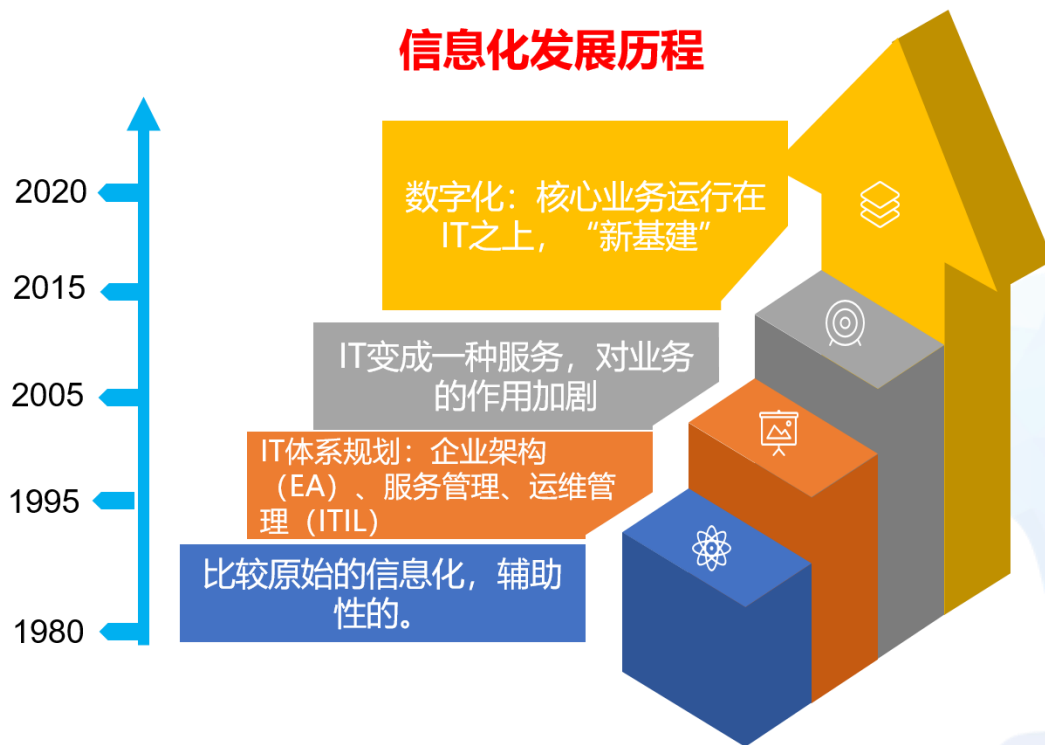 信息化发展历程
2020
2015
2005
1995
1980
数字化：核心业务运行在
IT之上，“新基建”
IT变成一种服务，对业务
的作用加剧
IT体系规划：企业架构
（EA）、服务管理、运维管
理（ITIL）
比较原始的信息化，辅助
性的。